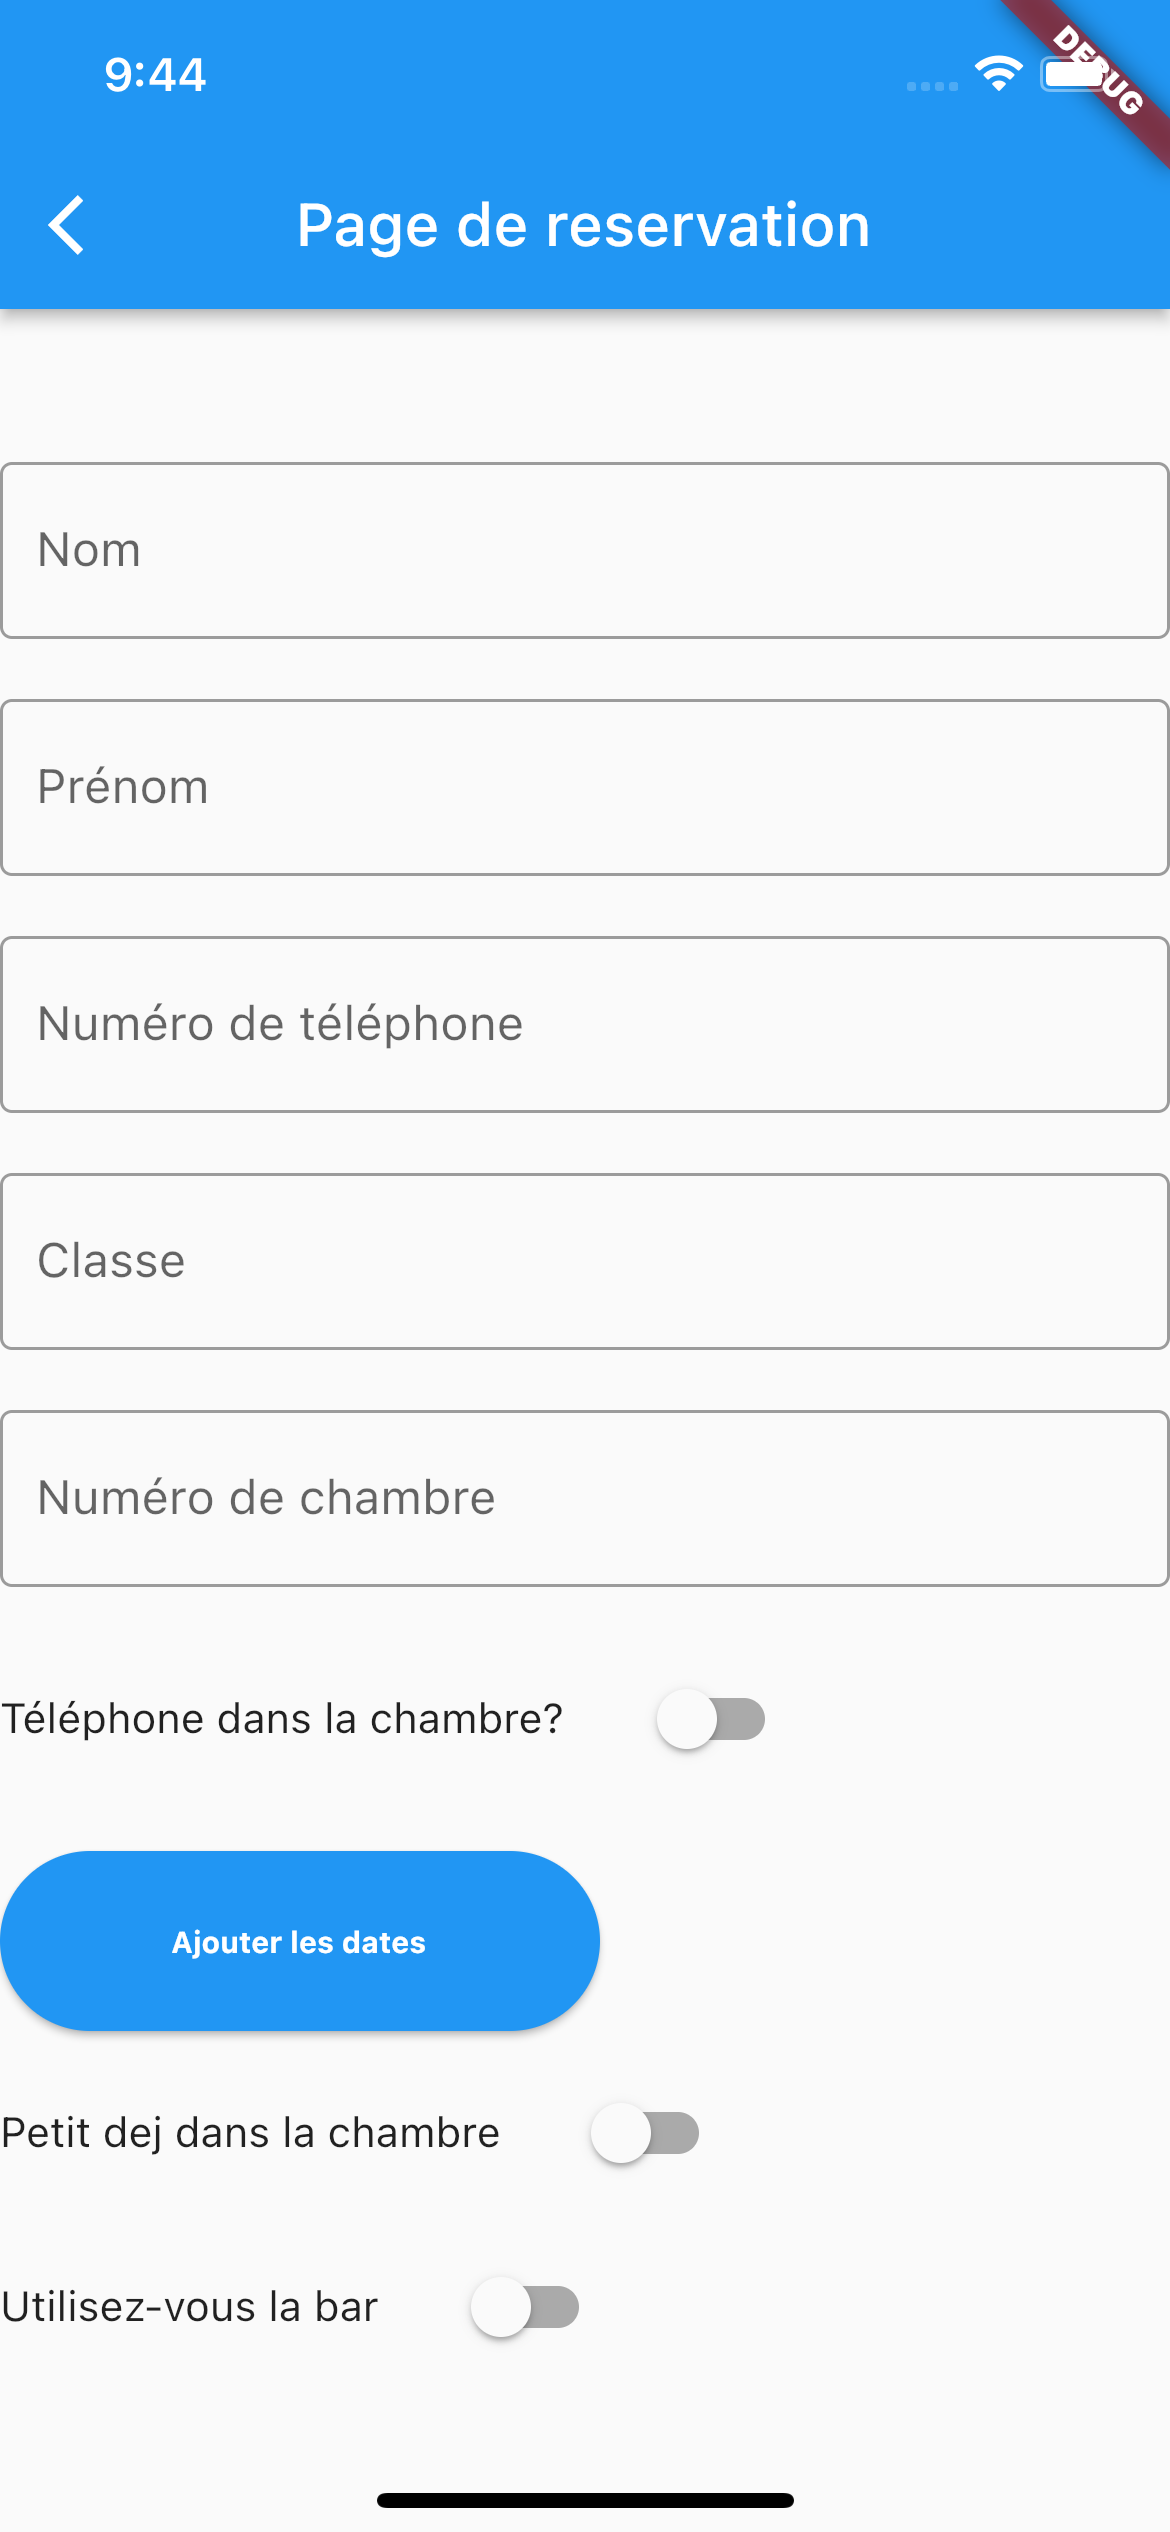 9:44
DEBUG
Page de reservation
Nom
Prénom
Numéro de téléphone
Classe
Numéro de chambre
Téléphone dans la chambre?
Ajouter les dates
Petit dej dans la chambre
Utilisez-vous la bar